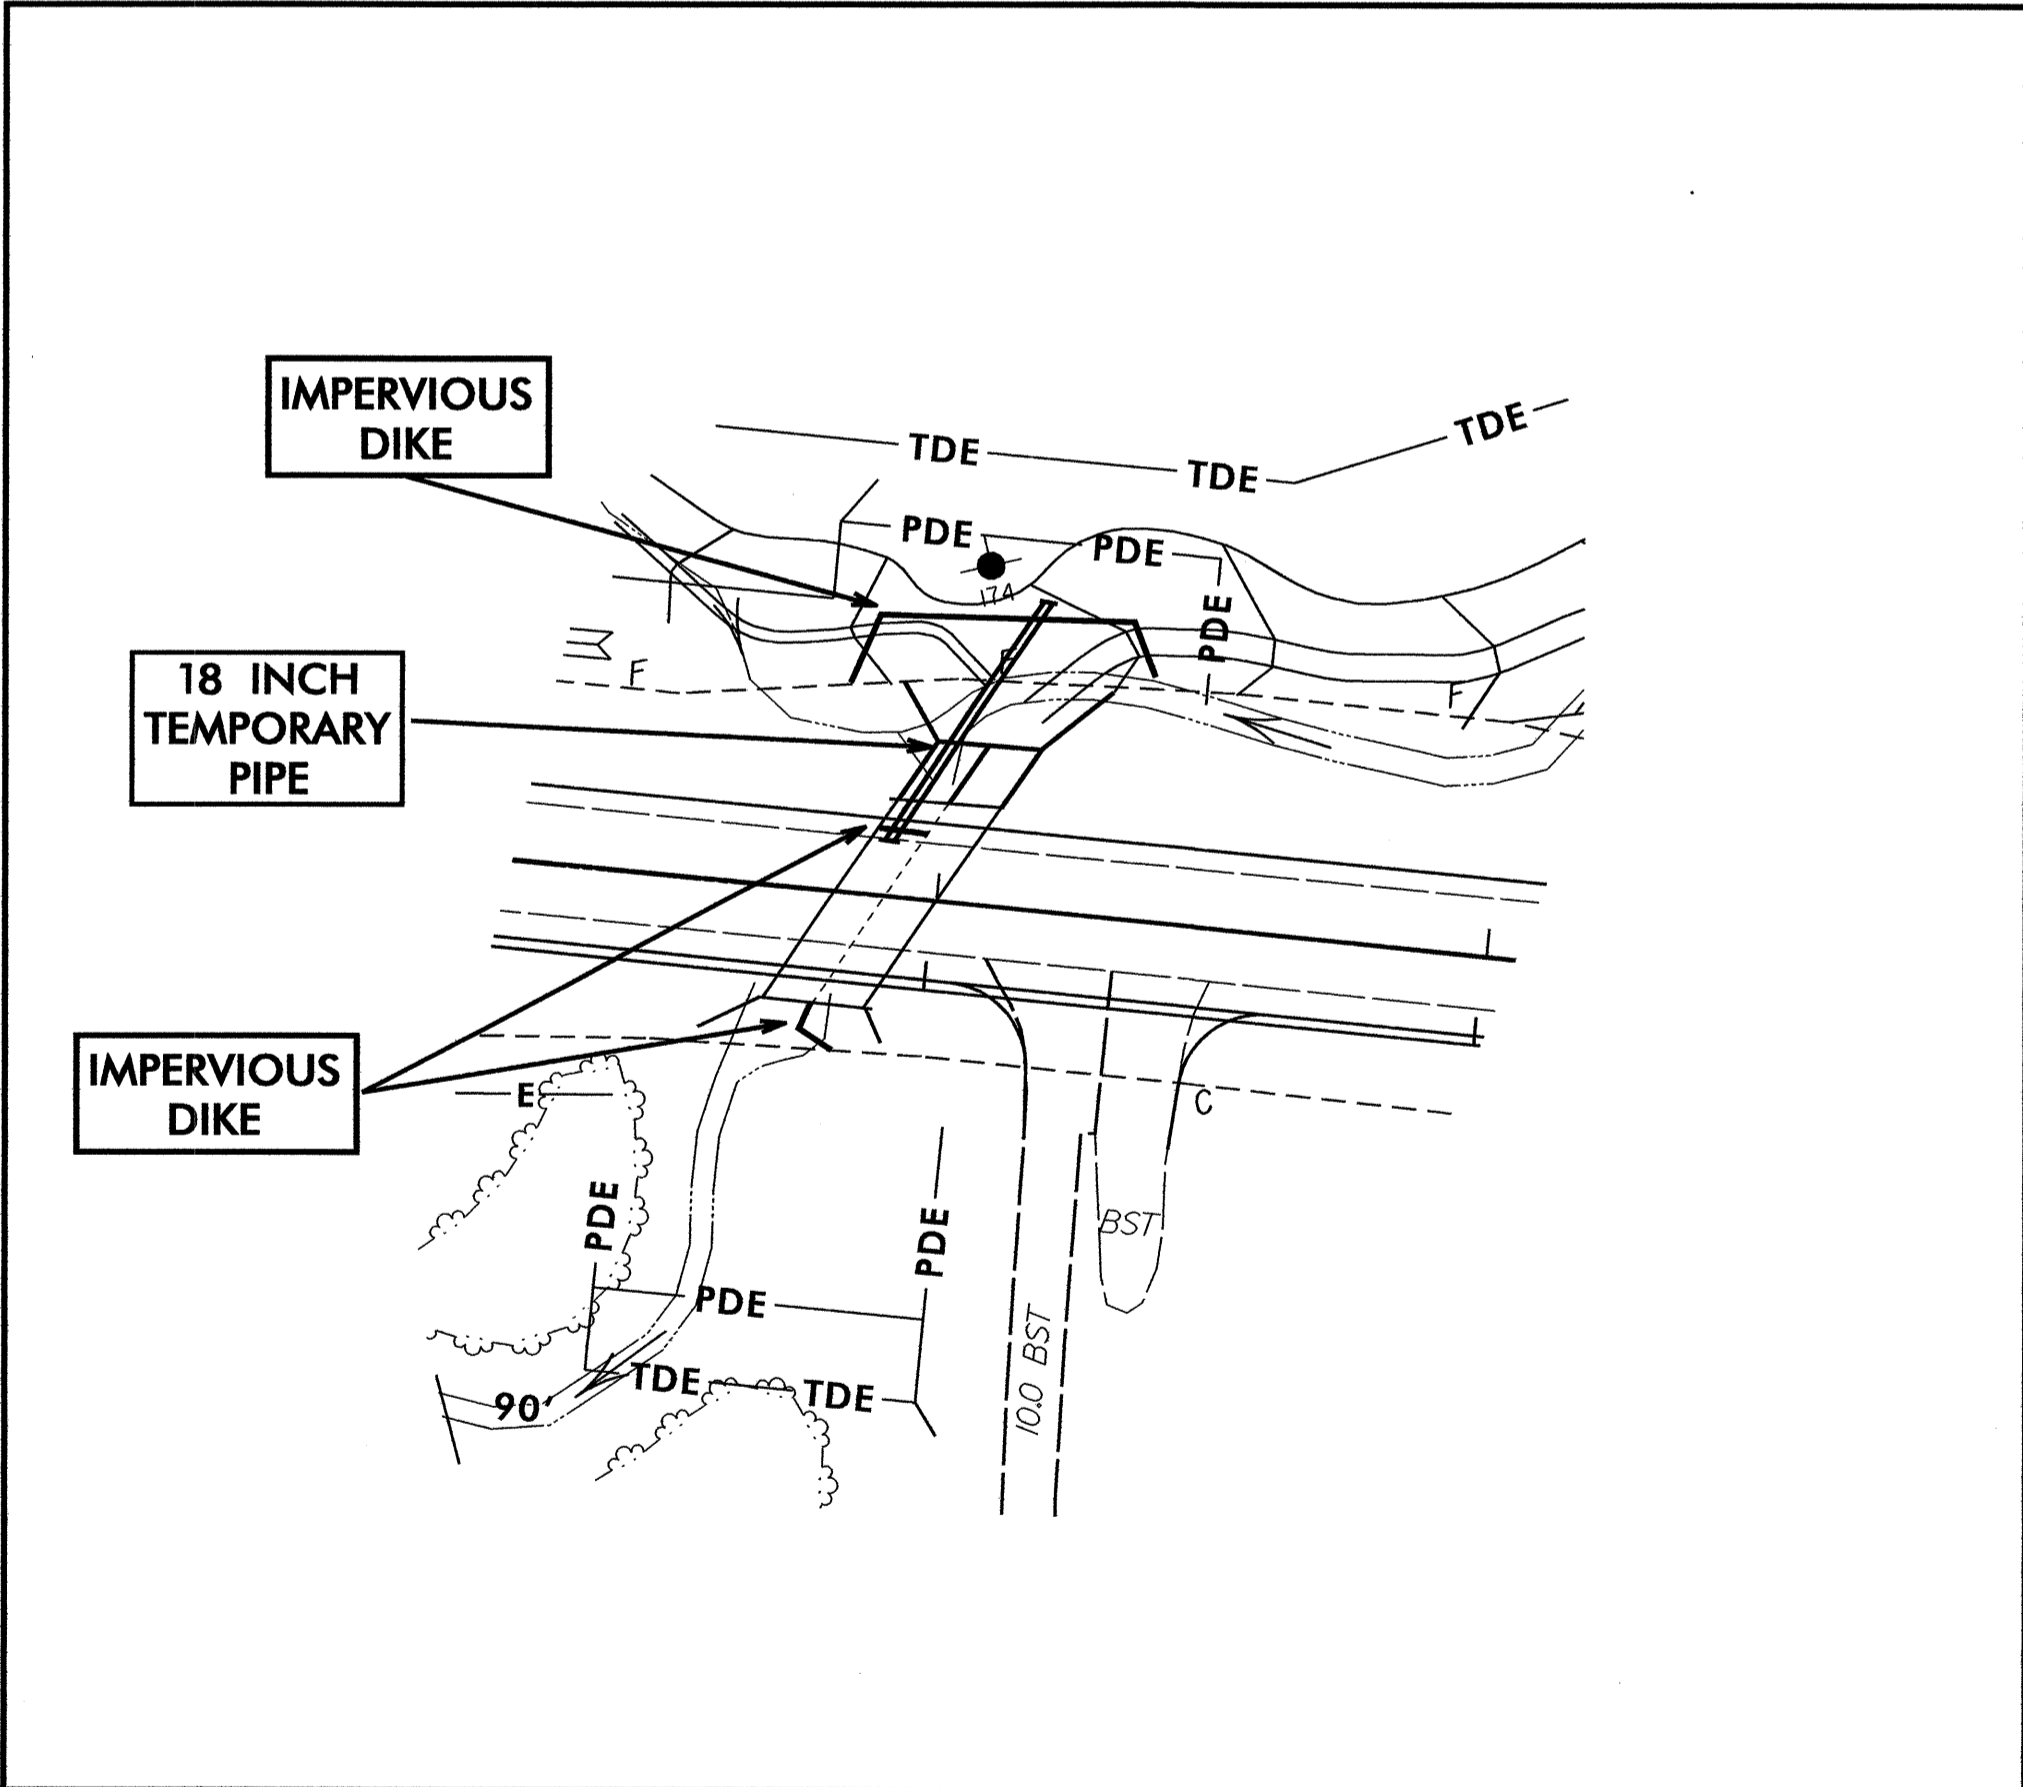 IMPERVIOUS
DIKE
TDE
TDE
TDE
PDE
PDE
174
PDE
18 INCH
TEMPORARY
PIPE
F
F
F
IMPERVIOUS
DIKE
E
C
PDE
PDE
BST
PDE
10.0 BST
TDE
TDE
90'